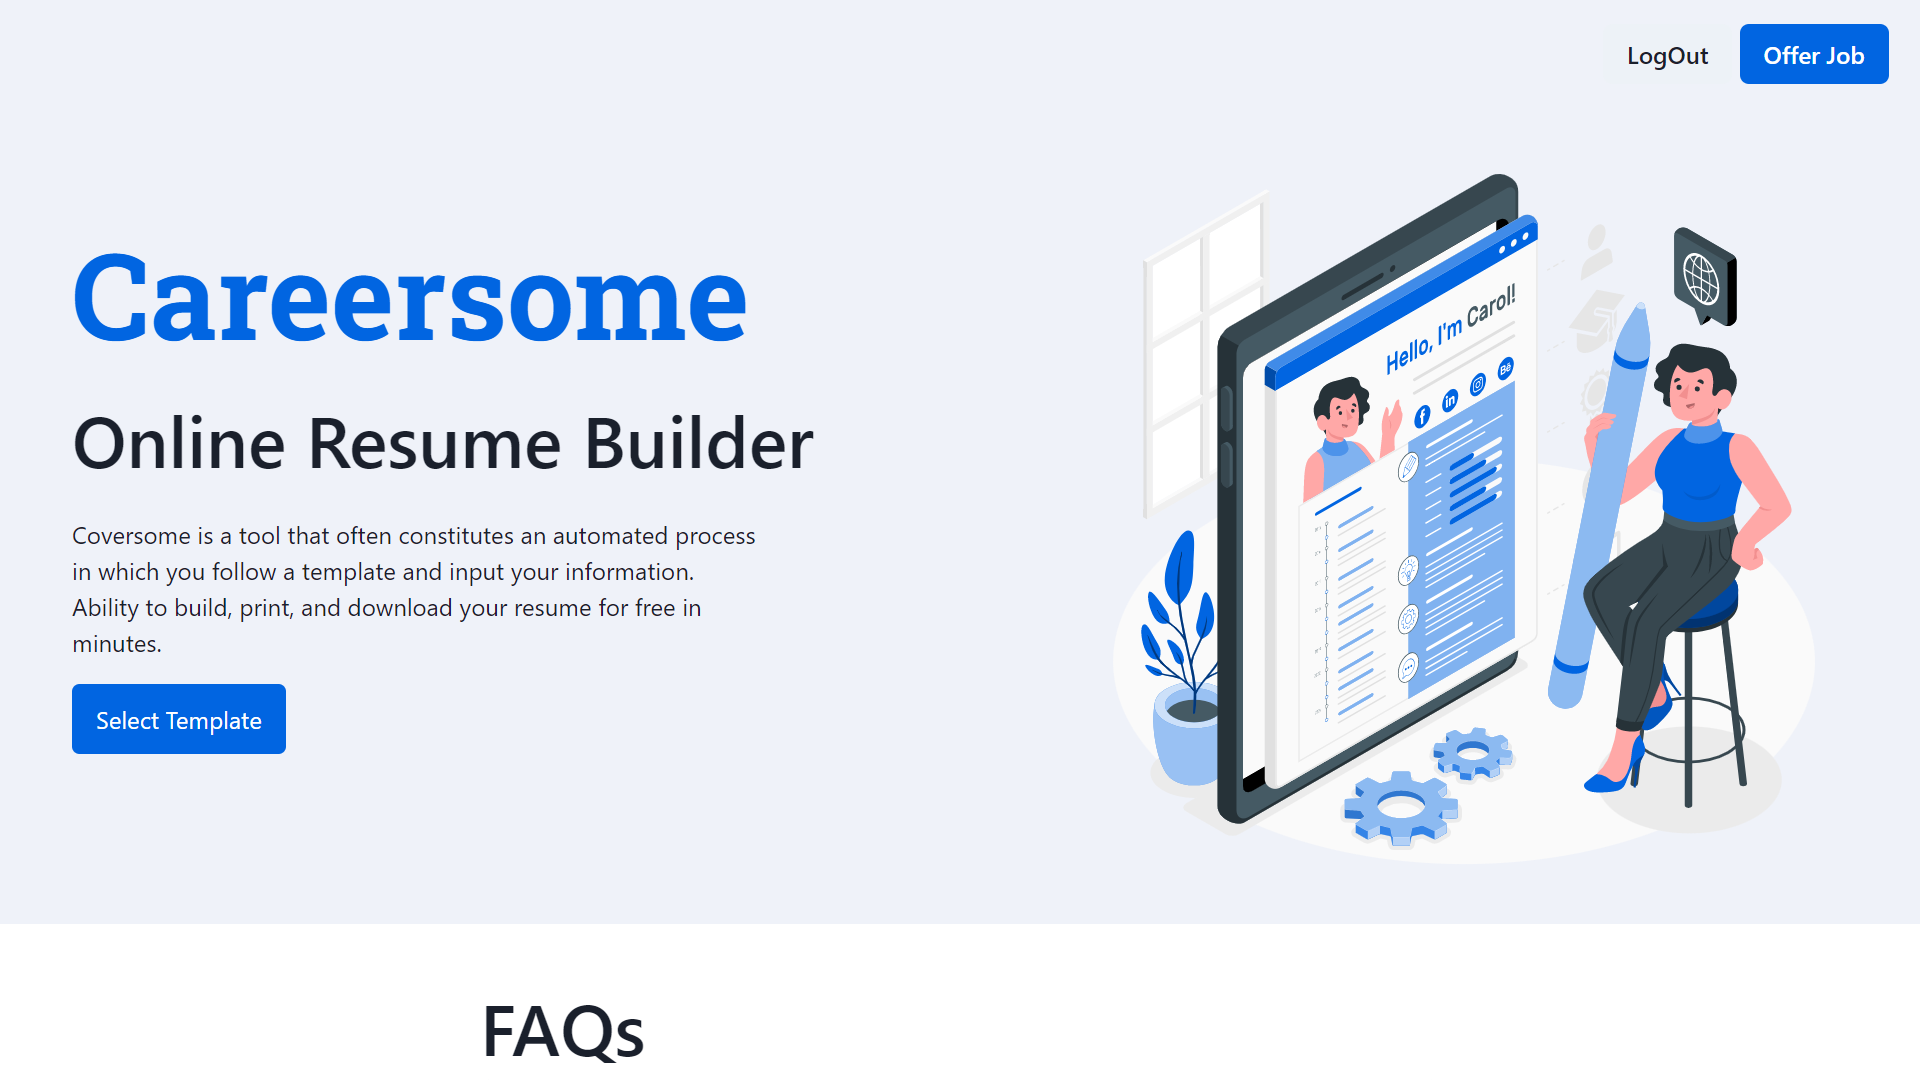 LogOut
Offer Job
Careersome
Online Resume Builder
Coversome is a tool that often constitutes an automated process
in which you follow a template and input your information.
Ability to build, print, and download your resume for free in
minutes.
Select Template
Hello, I'm Carol!
f
in
Bē
FAQs